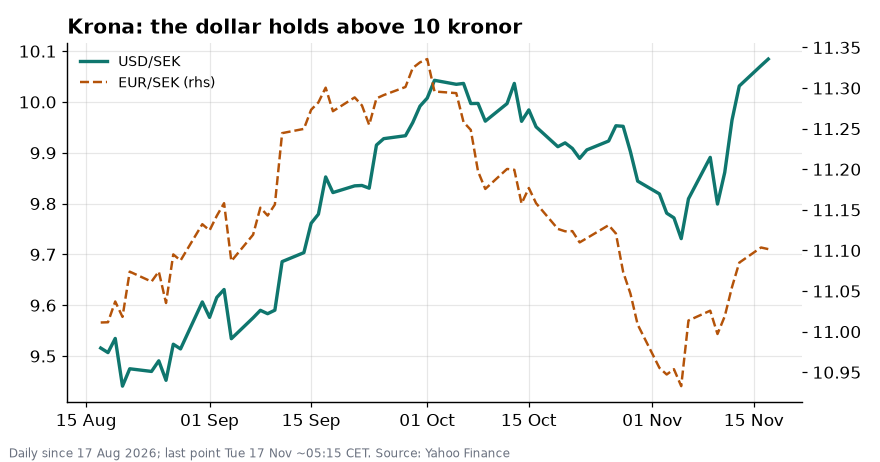 Krona: the dollar holds above 10 kronor
USD/SEK
EUR/SEK (rhs)
10.1
10.0
9.9
9.8
9.7
9.6
9.5
11.35
11.30
11.25
11.20
11.15
11.10
11.05
11.00
10.95
15 Aug
01 Sep
15 Sep
01 Oct
15 Oct
01 Nov
15 Nov
Daily since 17 Aug 2026; last point Tue 17 Nov ~05:15 CET. Source: Yahoo Finance